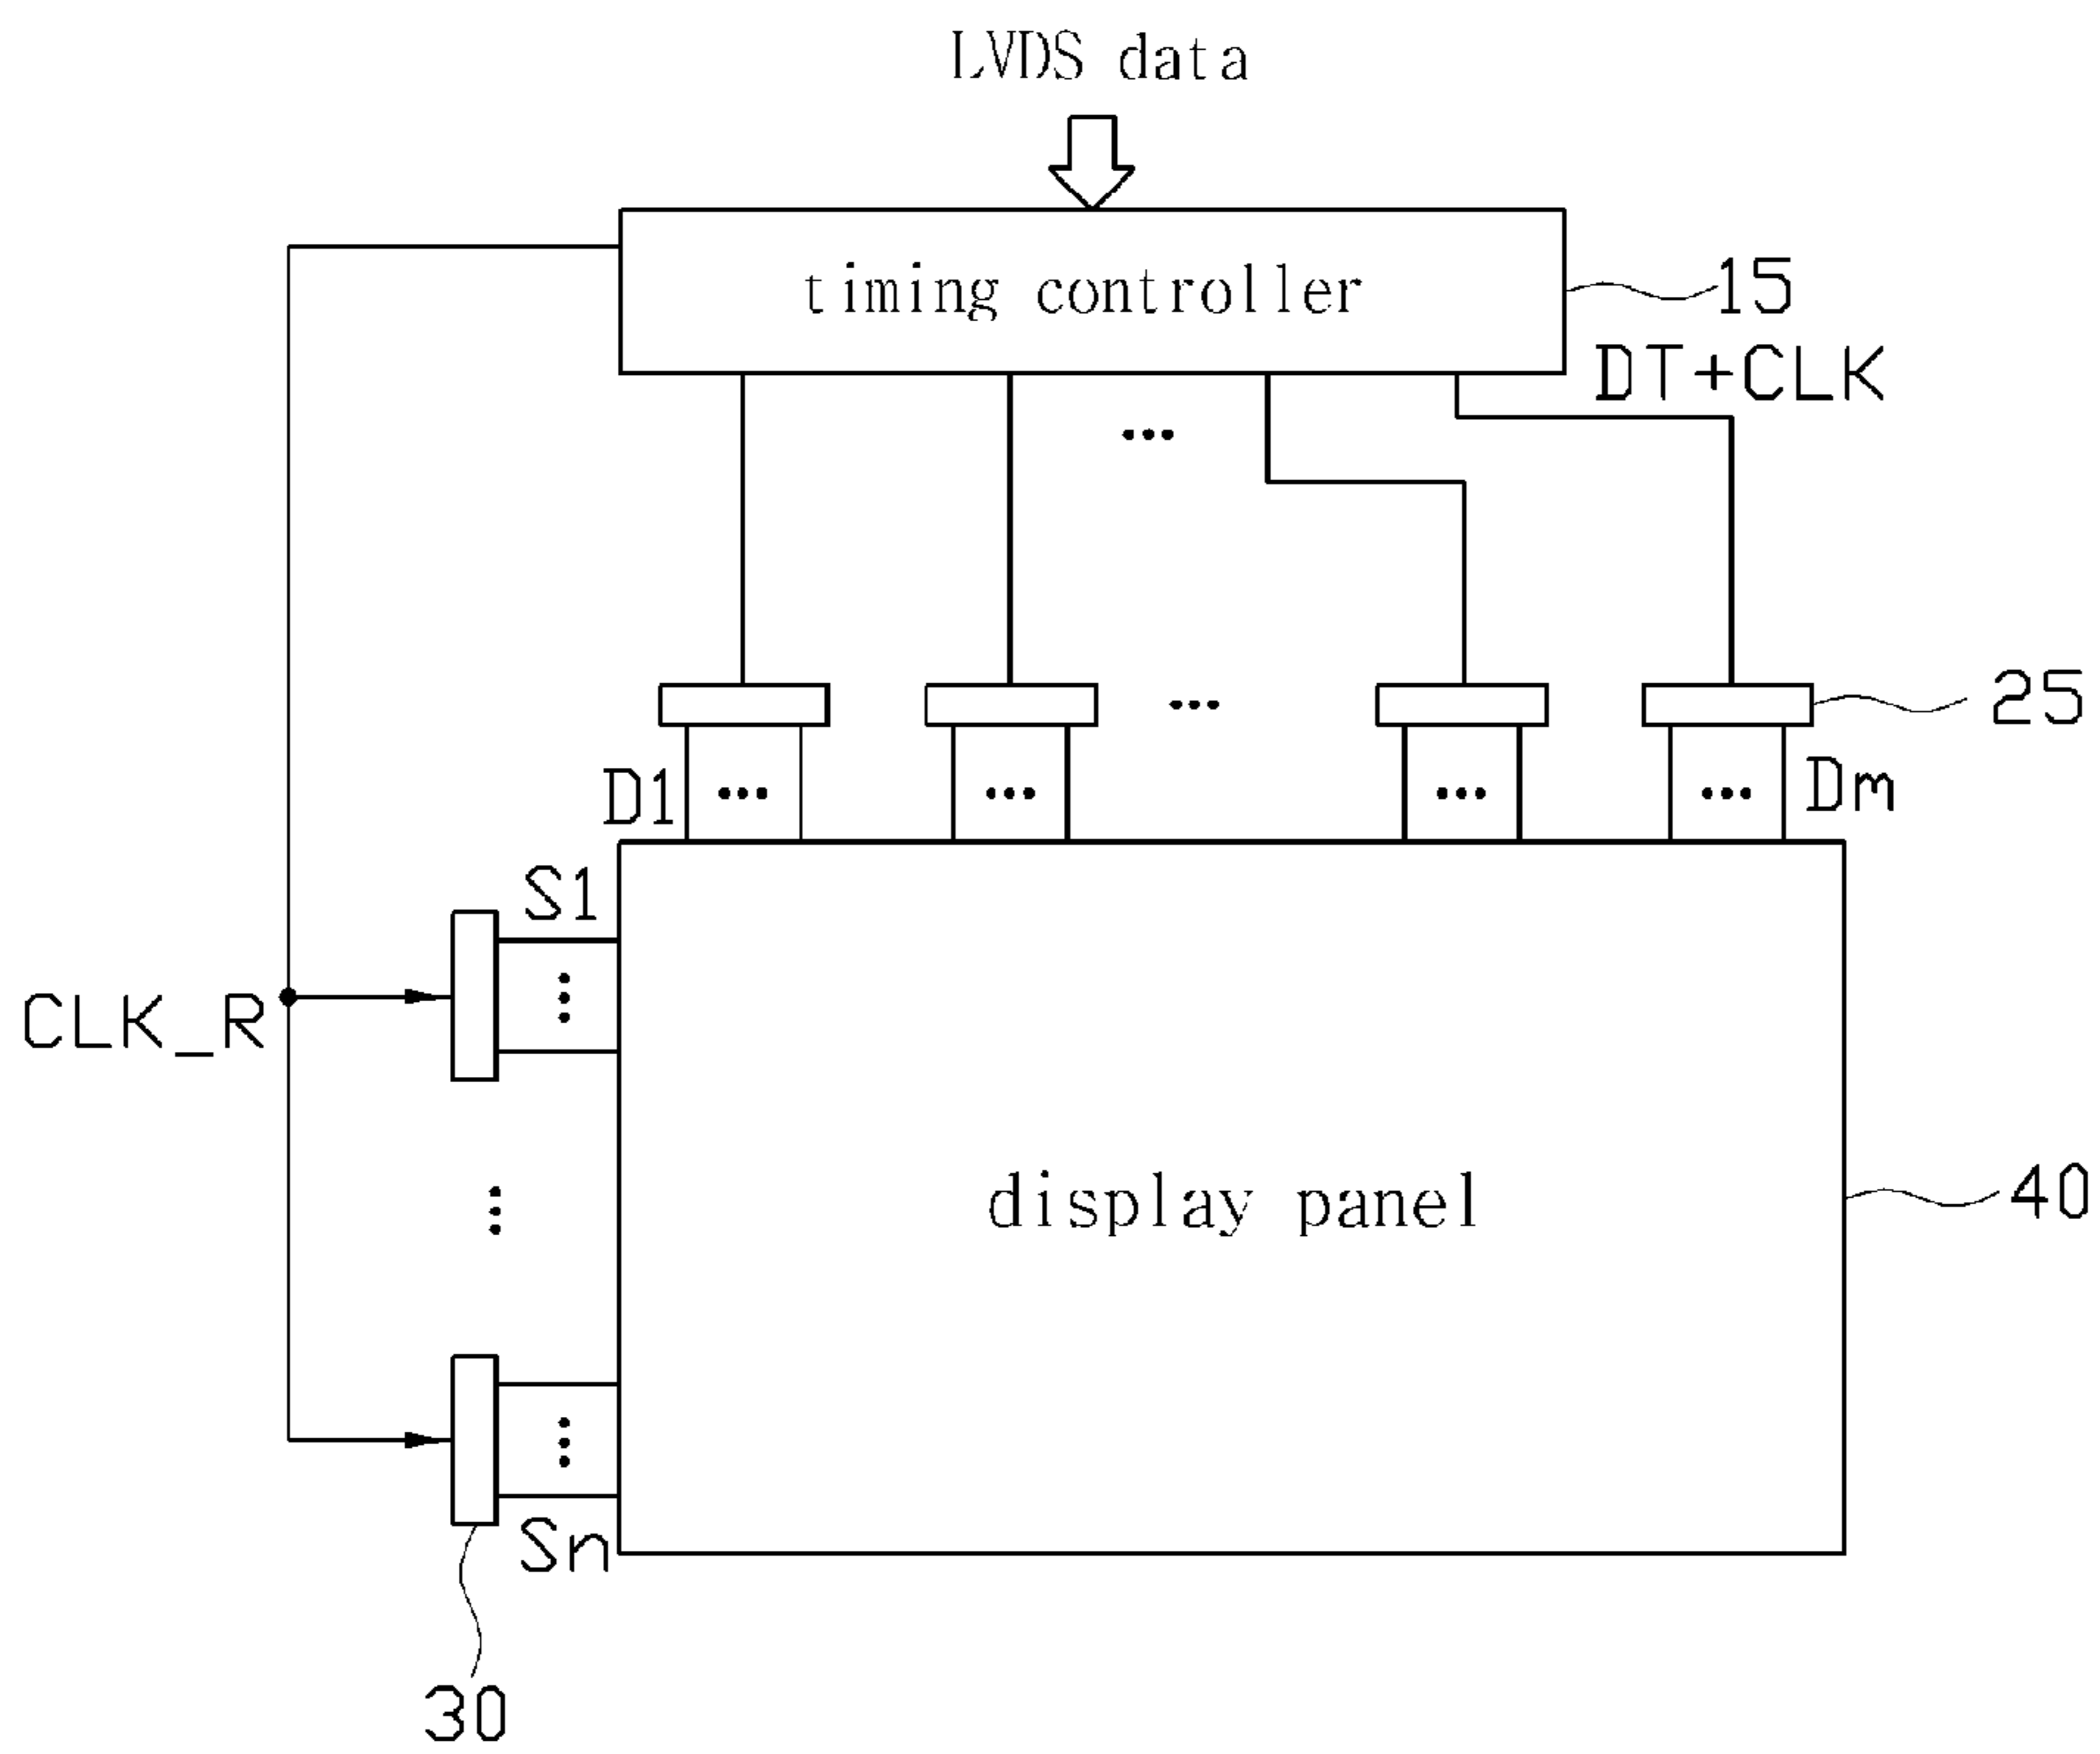 LVDS data
timing controller
15
DT+CLK
25
D1
Dm
S1
CLK_R
display panel
40
Sn
30